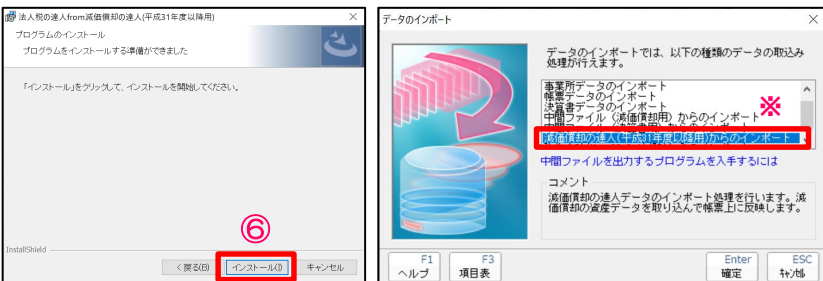 法人税の達人from減価償却の達人(平成31年度以降用)
プログラムのインストール
プログラムをインストールする準備ができました
「インストール」をクリックして、インストールを開始してください。
⑥
InstallShield
< 戻る(B)
インストール(I)
キャンセル
データのインポート
データのインポートでは、以下の種類のデータの取込み
処理が行えます。
事業所データのインポート
帳票データのインポート
決算書データのインポート
中間ファイル（減価償却用）からのインポート
※
減価償却の達人(平成31年度以降用)からのインポート
中間ファイルを出力するプログラムを入手するには
コメント
減価償却の達人データのインポート処理を行います。減
価償却の資産データを取り込んで帳票上に反映します。
F1
ヘルプ
F3
項目表
Enter
確定
ESC
キャンセル